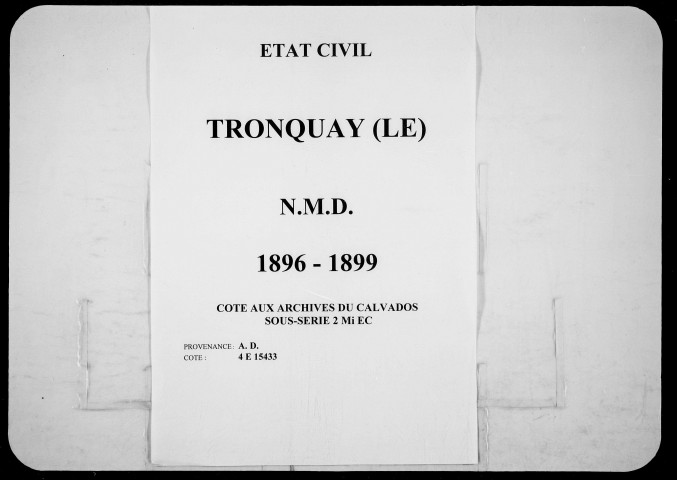 ETAT CIVIL
TRONQUAY (LE)
N.M.D.
1896 - 1899
COTE AUX ARCHIVES DU CALVADOS
SOUS-SERIE 2 Mi EC
PROVENANCE: A. D.
COTE : 4 E 15433